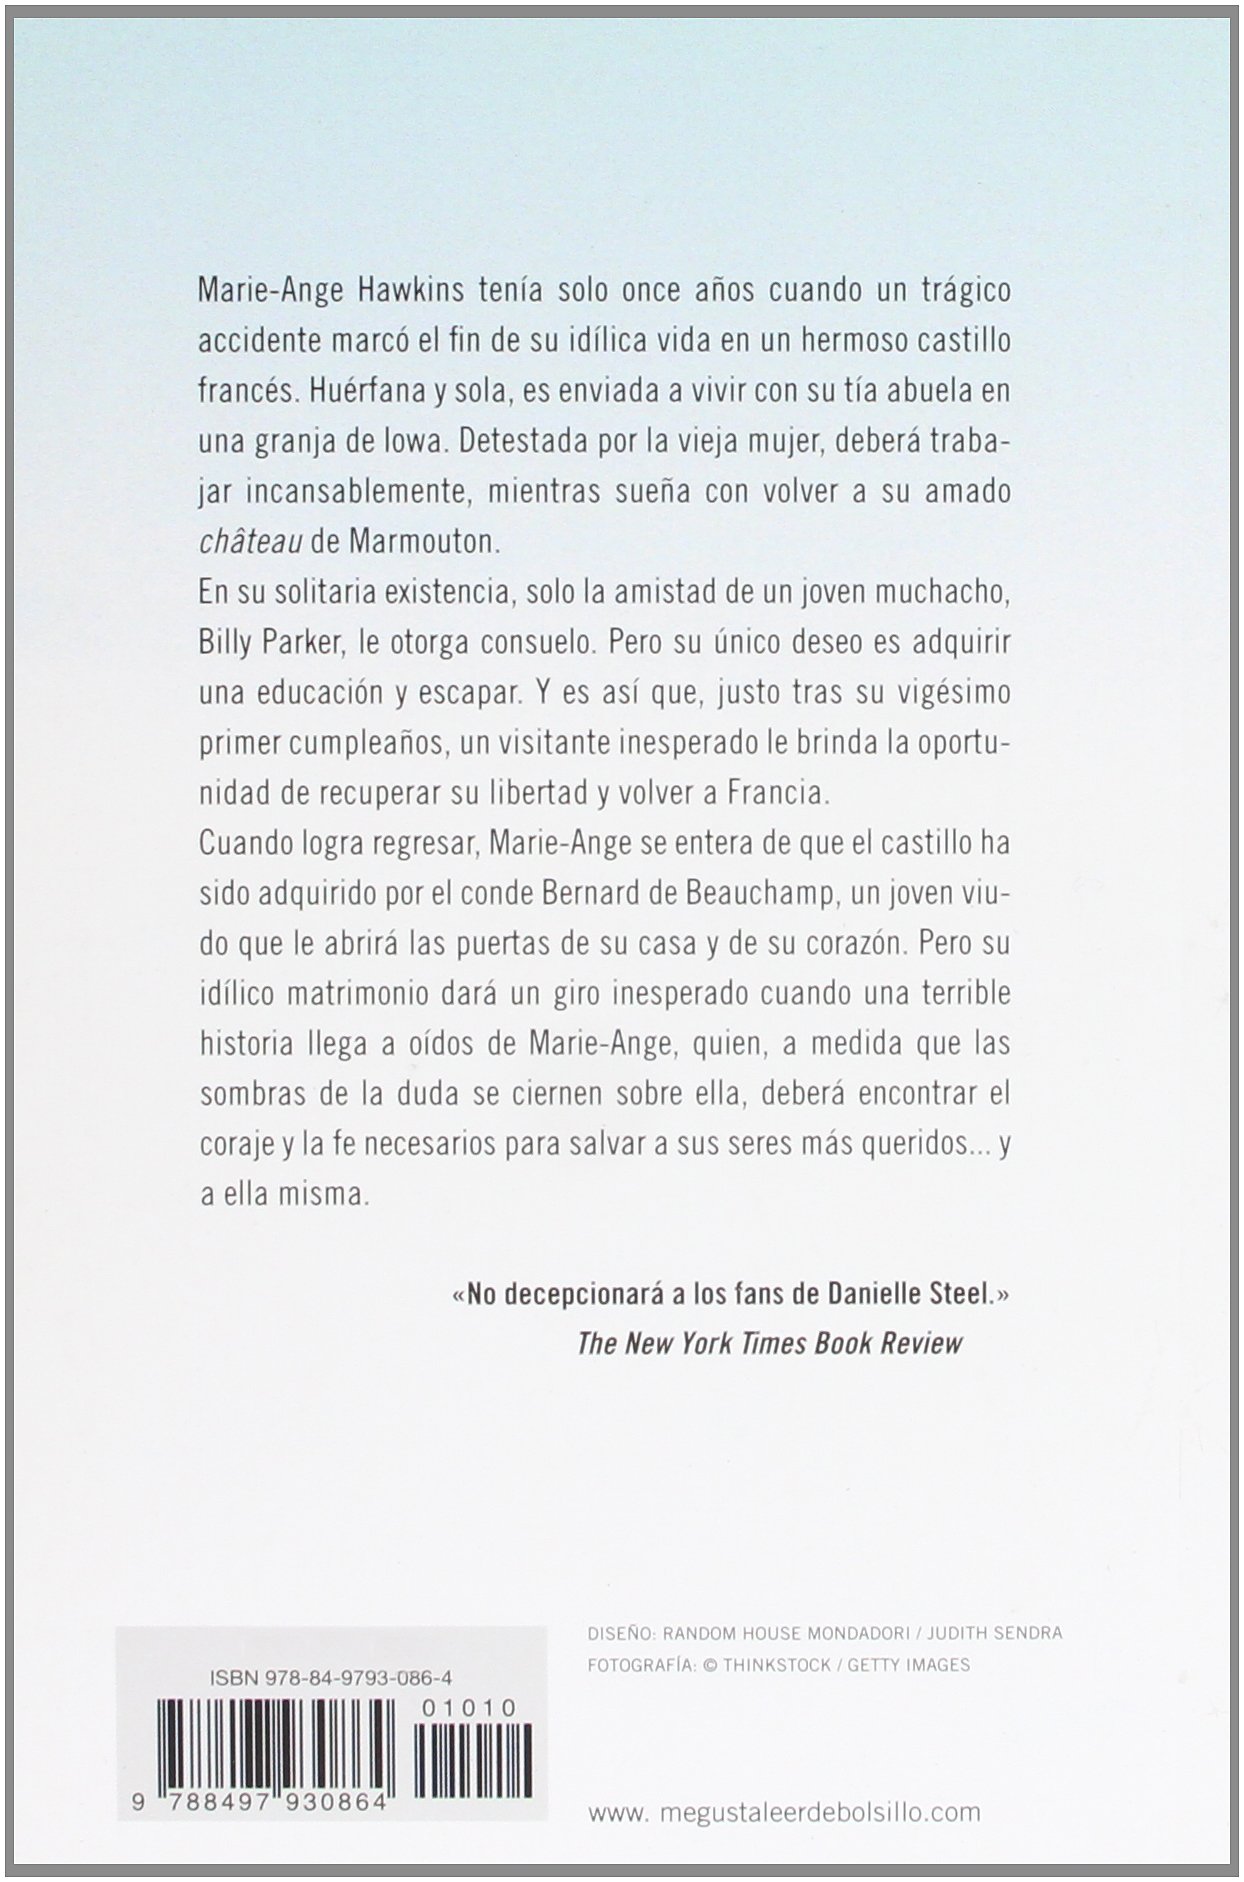 Marie-Ange Hawkins tenía solo once años cuando un trágico
accidente marcó el fin de su idílica vida en un hermoso castillo
francés. Huérfana y sola, es enviada a vivir con su tía abuela en
una granja de Iowa. Detestada por la vieja mujer, deberá traba-
jar incansablemente, mientras sueña con volver a su amado
château de Marmouton.
En su solitaria existencia, solo la amistad de un joven muchacho,
Billy Parker, le otorga consuelo. Pero su único deseo es adquirir
una educación y escapar. Y es así que, justo tras su vigésimo
primer cumpleaños, un visitante inesperado le brinda la oportu-
nidad de recuperar su libertad y volver a Francia.
Cuando logra regresar, Marie-Ange se entera de que el castillo ha
sido adquirido por el conde Bernard de Beauchamp, un joven viu-
do que le abrirá las puertas de su casa y de su corazón. Pero su
idílico matrimonio dará un giro inesperado cuando una terrible
historia llega a oídos de Marie-Ange, quien, a medida que las
sombras de la duda se ciernen sobre ella, deberá encontrar el
coraje y la fe necesarios para salvar a sus seres más queridos... y
a ella misma.
«No decepcionará a los fans de Danielle Steel.»
The New York Times Book Review
DISEÑO: RANDOM HOUSE MONDADORI / JUDITH SENDRA
FOTOGRAFÍA: © THINKSTOCK / GETTY IMAGES
ISBN 978-84-9793-086-4
01010
9 788497 930864
www. megustaleerdebolsillo.com